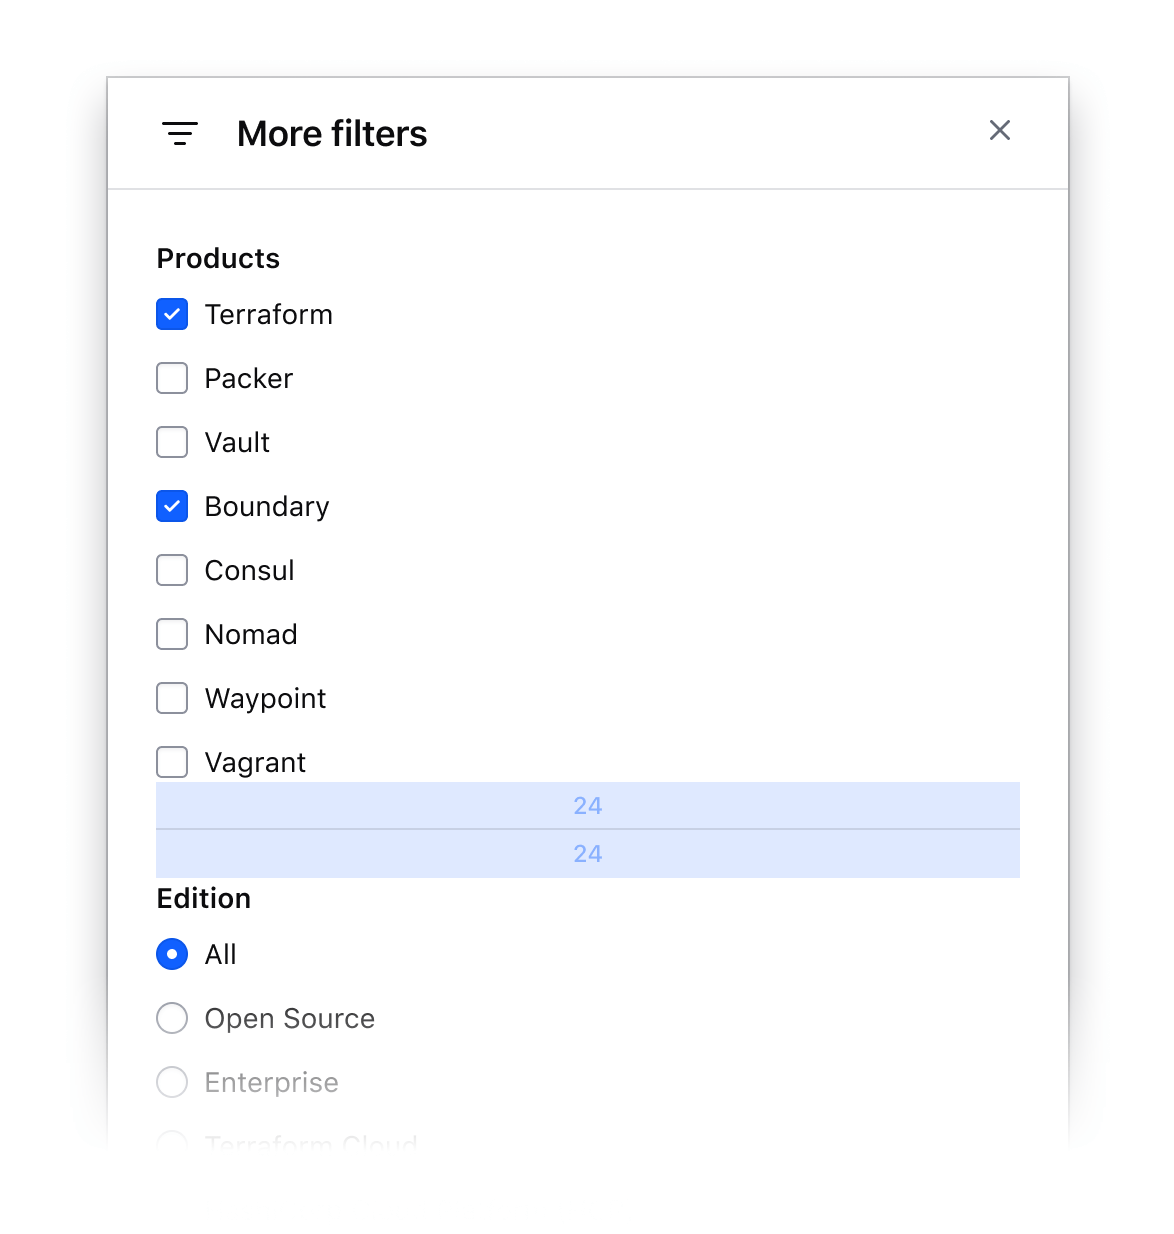 More filters
Products
Terraform
Packer
Vault
Boundary
Consul
Nomad
Waypoint
Vagrant
24
24
Edition
All
Open Source
Enterprise
Terraform Cloud